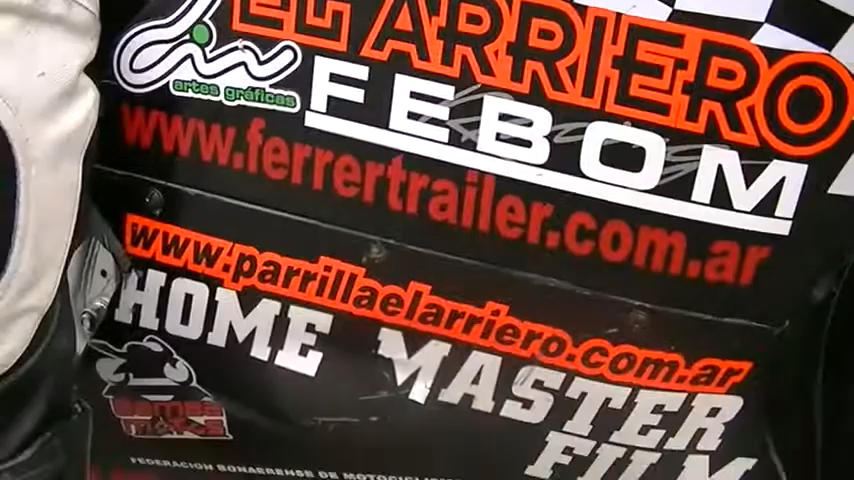 EL ARRIERO
artes gráficas
FEBOM
www.ferrertrailer.com.ar
www.parrillaelarriero.com.ar
HOME MASTER
FILM
FEDERACION BONAERENSE DE